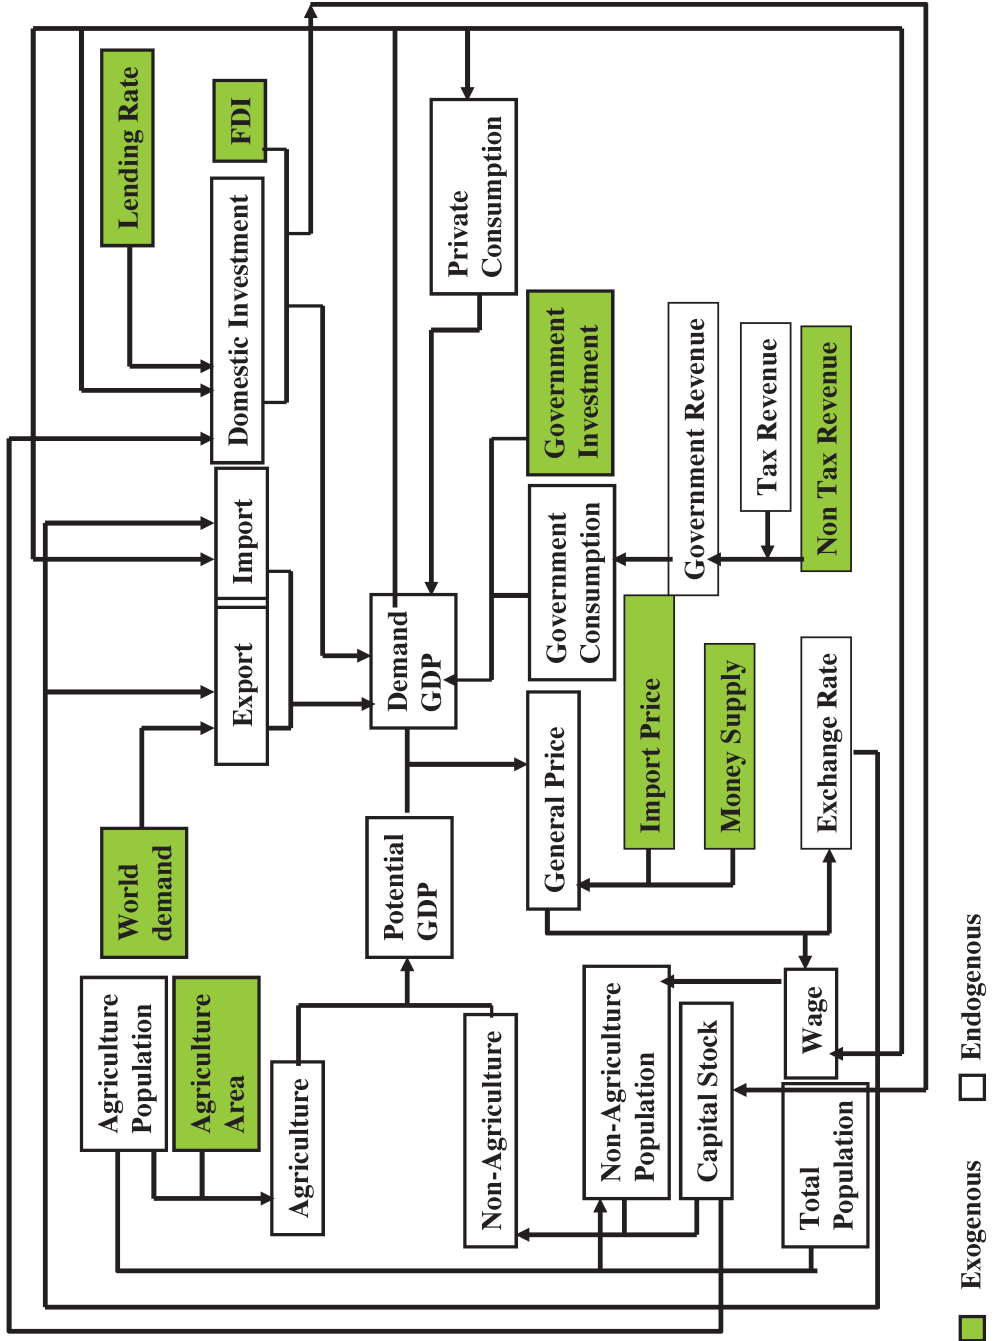 Agriculture
Population
Agriculture
Area
Agriculture
Non-Agriculture
Non-Agriculture
Population
Capital Stock
Total
Population
Wage
World
demand
Potential
GDP
General Price
Import Price
Money Supply
Exchange Rate
Export
Import
Demand
GDP
Government
Consumption
Government
Investment
Government Revenue
Tax Revenue
Non Tax Revenue
Domestic Investment
Lending Rate
FDI
Private
Consumption
Exogenous
Endogenous